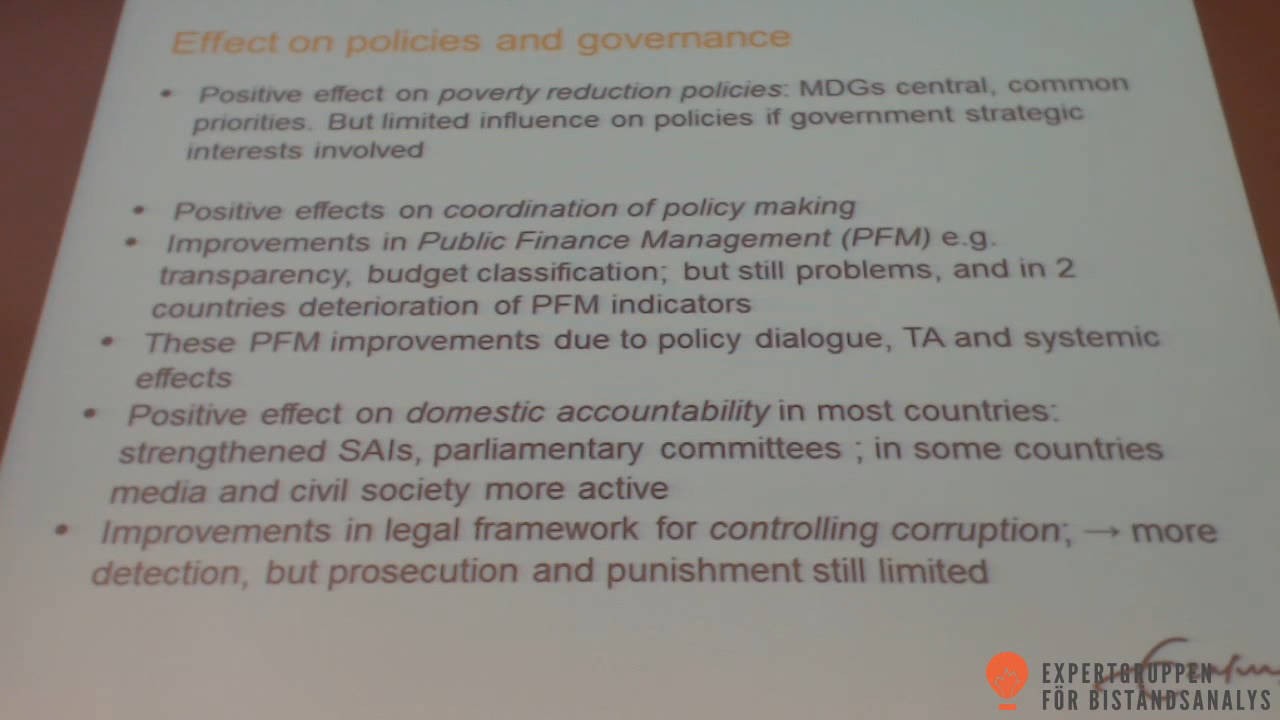 Effect on policies and governance
• Positive effect on poverty reduction policies: MDGs central, common
priorities. But limited influence on policies if government strategic
interests involved
• Positive effects on coordination of policy making
• Improvements in Public Finance Management (PFM) e.g.
transparency, budget classification; but still problems, and in 2
countries deterioration of PFM indicators
• These PFM improvements due to policy dialogue, TA and systemic
effects
• Positive effect on domestic accountability in most countries:
strengthened SAIs, parliamentary committees ; in some countries
media and civil society more active
• Improvements in legal framework for controlling corruption; → more
detection, but prosecution and punishment still limited
EXPERTGRUPPEN
FÖR BISTANDSANALYS